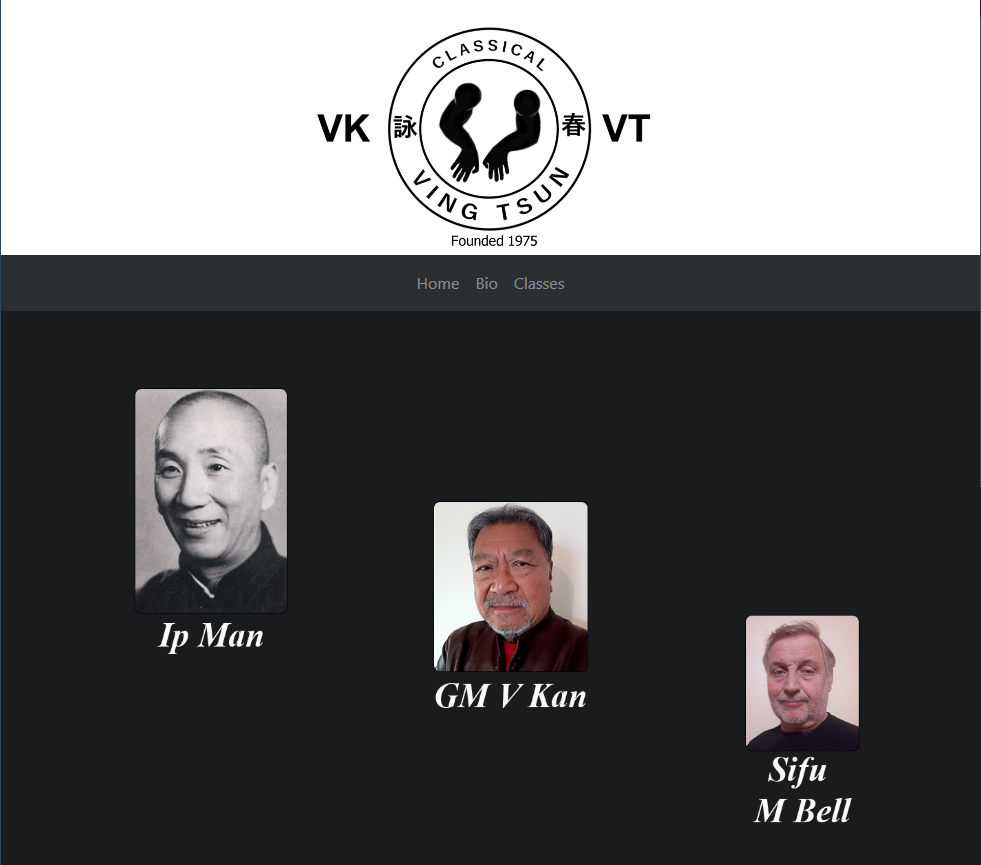 CLASSICAL
VK 詠 春 VT
VING TSUN
Founded 1975
Home Bio Classes
Ip Man
GM V Kan
Sifu
M Bell